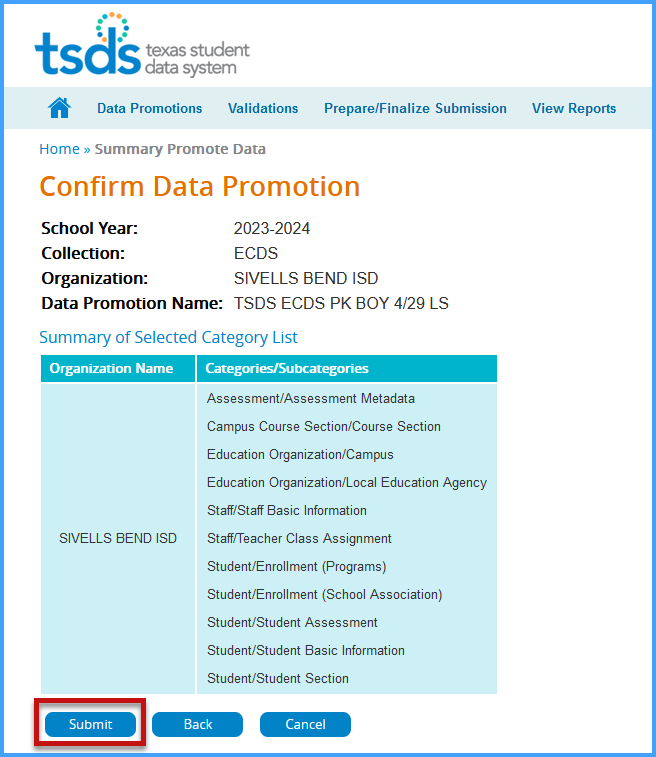 tsds texas student
data system
Data Promotions Validations Prepare/Finalize Submission View Reports
Home » Summary Promote Data
Confirm Data Promotion
School Year: 2023-2024
Collection: ECDS
Organization: SIVELLS BEND ISD
Data Promotion Name: TSDS ECDS PK BOY 4/29 LS
Summary of Selected Category List
Organization Name Categories/Subcategories
Assessment/Assessment Metadata
Campus Course Section/Course Section
Education Organization/Campus
Education Organization/Local Education Agency
Staff/Staff Basic Information
SIVELLS BEND ISD Staff/Teacher Class Assignment
Student/Enrollment (Programs)
Student/Enrollment (School Association)
Student/Student Assessment
Student/Student Basic Information
Student/Student Section
Submit Back Cancel